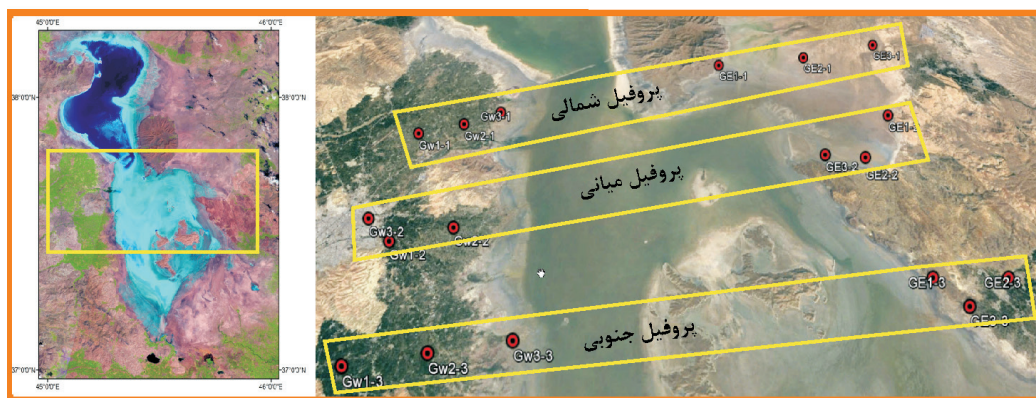 45°0'0"E
46°0'0"E
38°0'0"N
38°0'0"N
37°0'0"N
37°0'0"N
45°0'0"E
46°0'0"E
پروفیل شمالی
Gw1-1
Gw2-1
Gw3-1
GE1-1
GE2-1
GE3-1
پروفیل میانی
Gw3-2
Gw1-2
Gw2-2
GE3-2
GE2-2
پروفیل جنوبی
Gw1-3
Gw2-3
Gw3-3
GE1-3
GE2-3
GE3-3